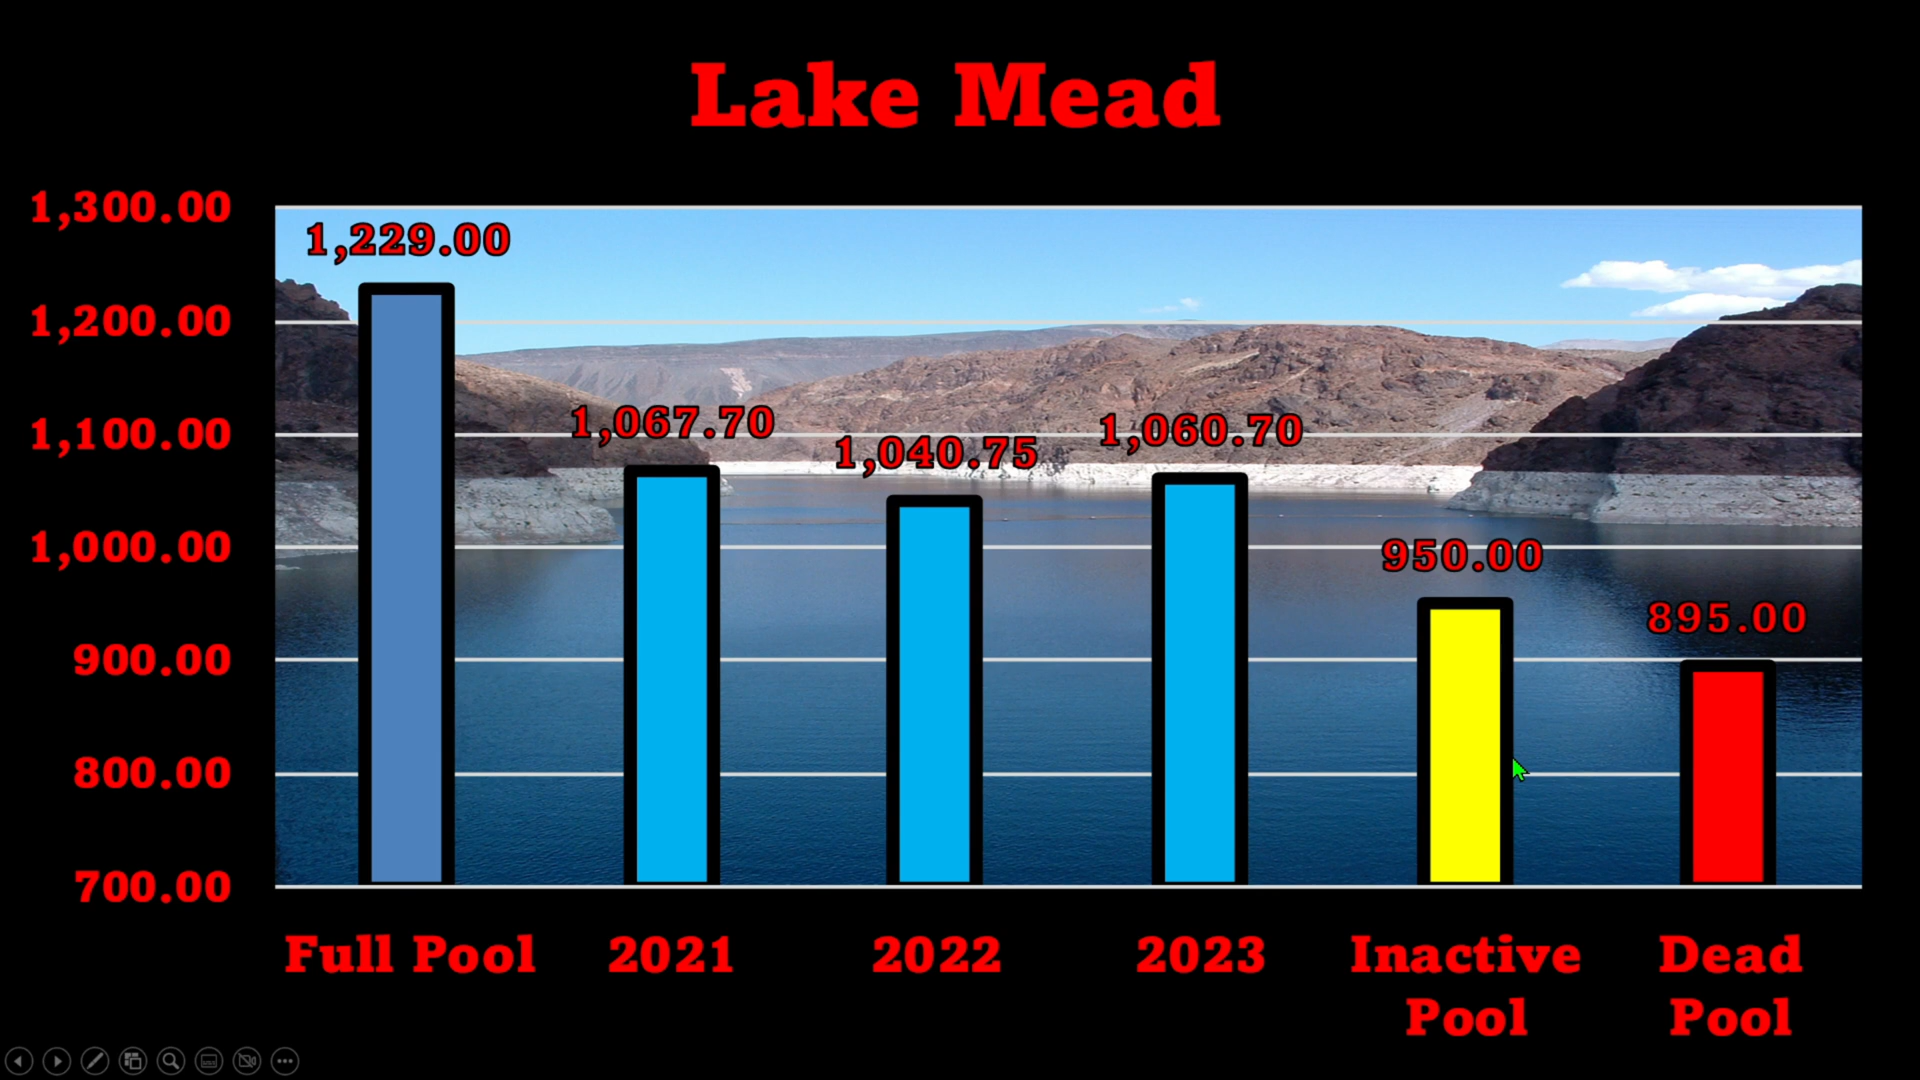 Lake Mead
1,300.00
1,200.00
1,100.00
1,000.00
900.00
800.00
700.00
1,229.00
1,067.70
1,040.75
1,060.70
950.00
895.00
Full Pool
2021
2022
2023
Inactive
Pool
Dead
Pool